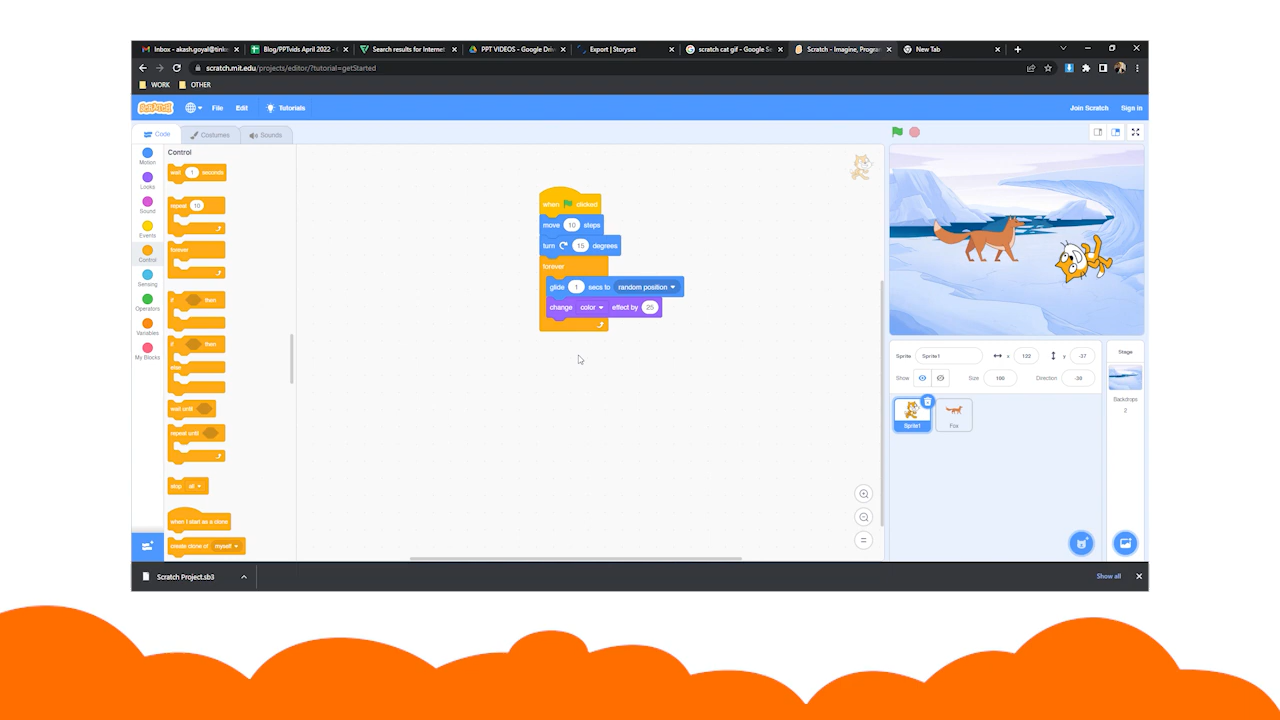 Inbox - akash.goyal@tink
Blog/PPTvids April 2022 -
Search results for Internet
PPT VIDEOS - Google Driv
Export | Storyset
scratch cat gif - Google Se
Scratch - Imagine, Progra
New Tab
scratch.mit.edu/projects/editor/?tutorial=getStarted
WORK
OTHER
SCRATCH
File
Edit
Tutorials
Join Scratch
Sign in
Code
Costumes
Sounds
Motion
Looks
Sound
Events
Control
Sensing
Operators
Variables
My Blocks
Control
wait 1 seconds
repeat 10
forever
if then
if then
else
wait until
repeat until
stop all
when I start as a clone
create clone of myself
when clicked
move 10 steps
turn 15 degrees
forever
glide 1 secs to random position
change color effect by 25
Sprite Sprite1 x 122 y -37
Show Size 100 Direction
Sprite1
Fox
Stage
Backdrops
2
Scratch Project.sb3
Show all